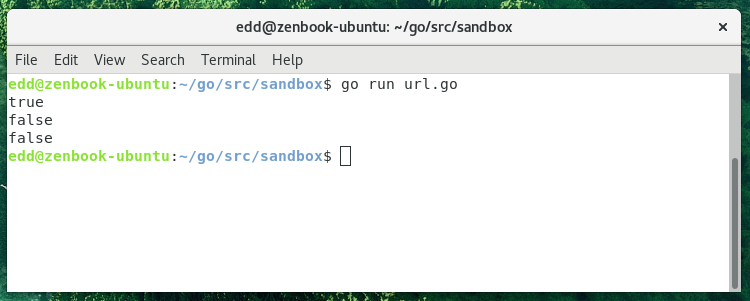 edd@zenbook-ubuntu: ~/go/src/sandbox ×
File Edit View Search Terminal Help
edd@zenbook-ubuntu:~/go/src/sandbox$ go run url.go
true
false
false
edd@zenbook-ubuntu:~/go/src/sandbox$